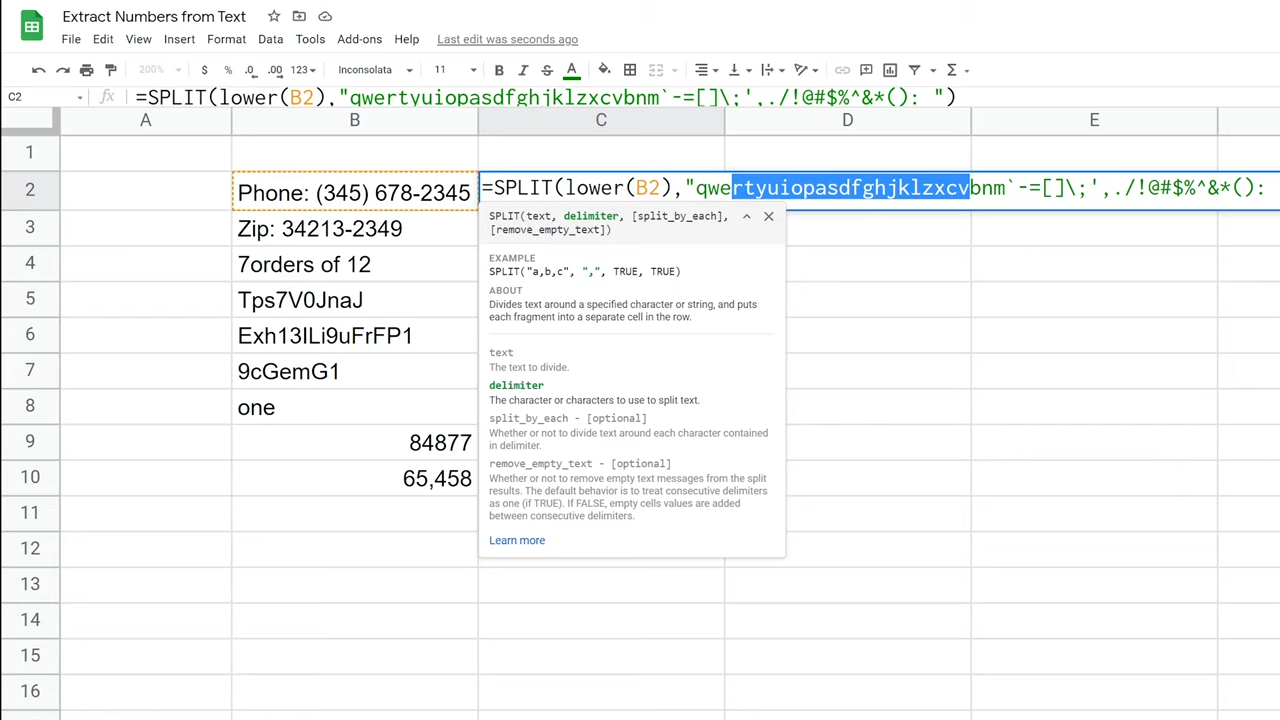 Extract Numbers from Text
File Edit View Insert Format Data Tools Add-ons Help Last edit was seconds ago
200% $ % .0 .00 123 Inconsolata 11 B I S A
C2 fx =SPLIT(lower(B2),"qwertyuiopasdfghjklzxcvbnm`-=[]\;',./!@#$%^&*(): ")
A B C D E
1
2 Phone: (345) 678-2345 =SPLIT(lower(B2),"qwertyuiopasdfghjklzxcvbnm`-=[]\;',./!@#$%^&*():
SPLIT(text, delimiter, [split_by_each],
[remove_empty_text])
3 Zip: 34213-2349
EXAMPLE
4 7orders of 12
SPLIT("a,b,c", ",", TRUE, TRUE)
ABOUT
5 Tps7V0JnaJ
Divides text around a specified character or string, and puts
each fragment into a separate cell in the row.
6 Exh13ILi9uFrFP1
text
The text to divide.
7 9cGemG1
delimiter
The character or characters to use to split text.
8 one
split_by_each - [optional]
Whether or not to divide text around each character contained
in delimiter.
9 84877
remove_empty_text - [optional]
10 65,458
Whether or not to remove empty text messages from the split
results. The default behavior is to treat consecutive delimiters
as one (if TRUE). If FALSE, empty cells values are added
between consecutive delimiters.
11
Learn more
12
13
14
15
16